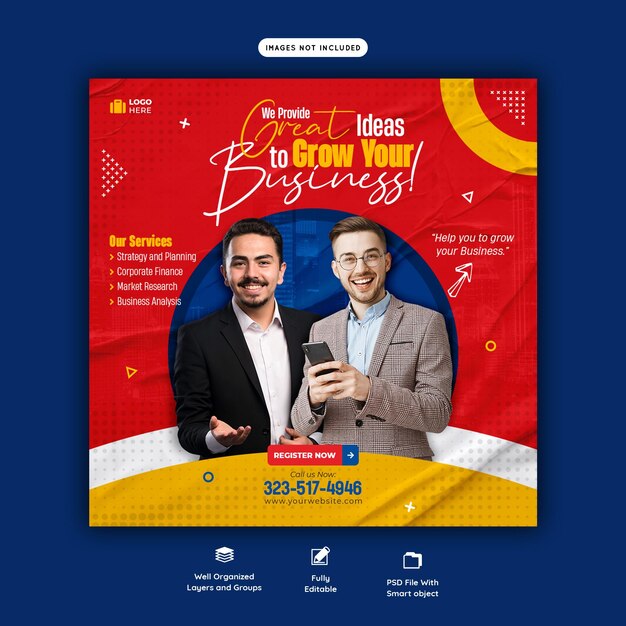 IMAGES NOT INCLUDED
LOGO
HERE
We Provide
Great Ideas
to Grow Your
Business!
Our Services
Strategy and Planning
Corporate Finance
Market Research
Business Analysis
"Help you to grow
your Business."
REGISTER NOW
Call us Now:
323-517-4946
www.yourwebsite.com
Well Organized
Layers and Groups
Fully
Editable
PSD File With
Smart object